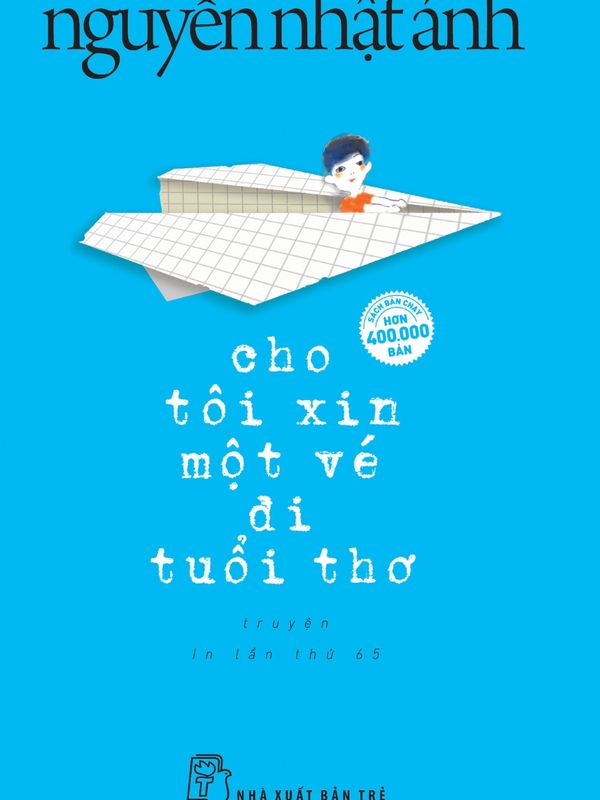 nguyễn nhật ánh
SÁCH BÁN CHẠY
HƠN
400.000
BẢN
cho
tôi xin
một vé
đi
tuổi thơ
truyện
In lần thứ 65
NHÀ XUẤT BẢN TRẺ